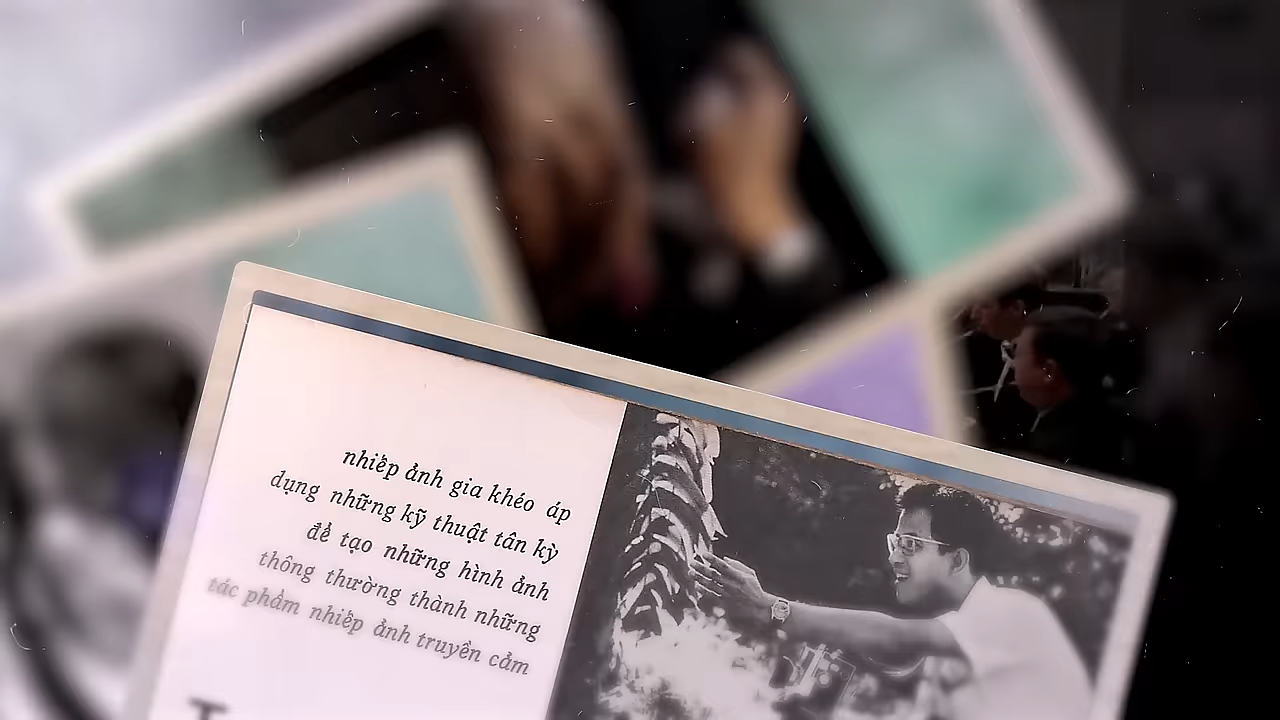 nhiếp ảnh gia khéo áp
dụng những kỹ thuật tân kỳ
để tạo những hình ảnh
thông thường thành những
tác phẩm nhiếp ảnh truyền cảm